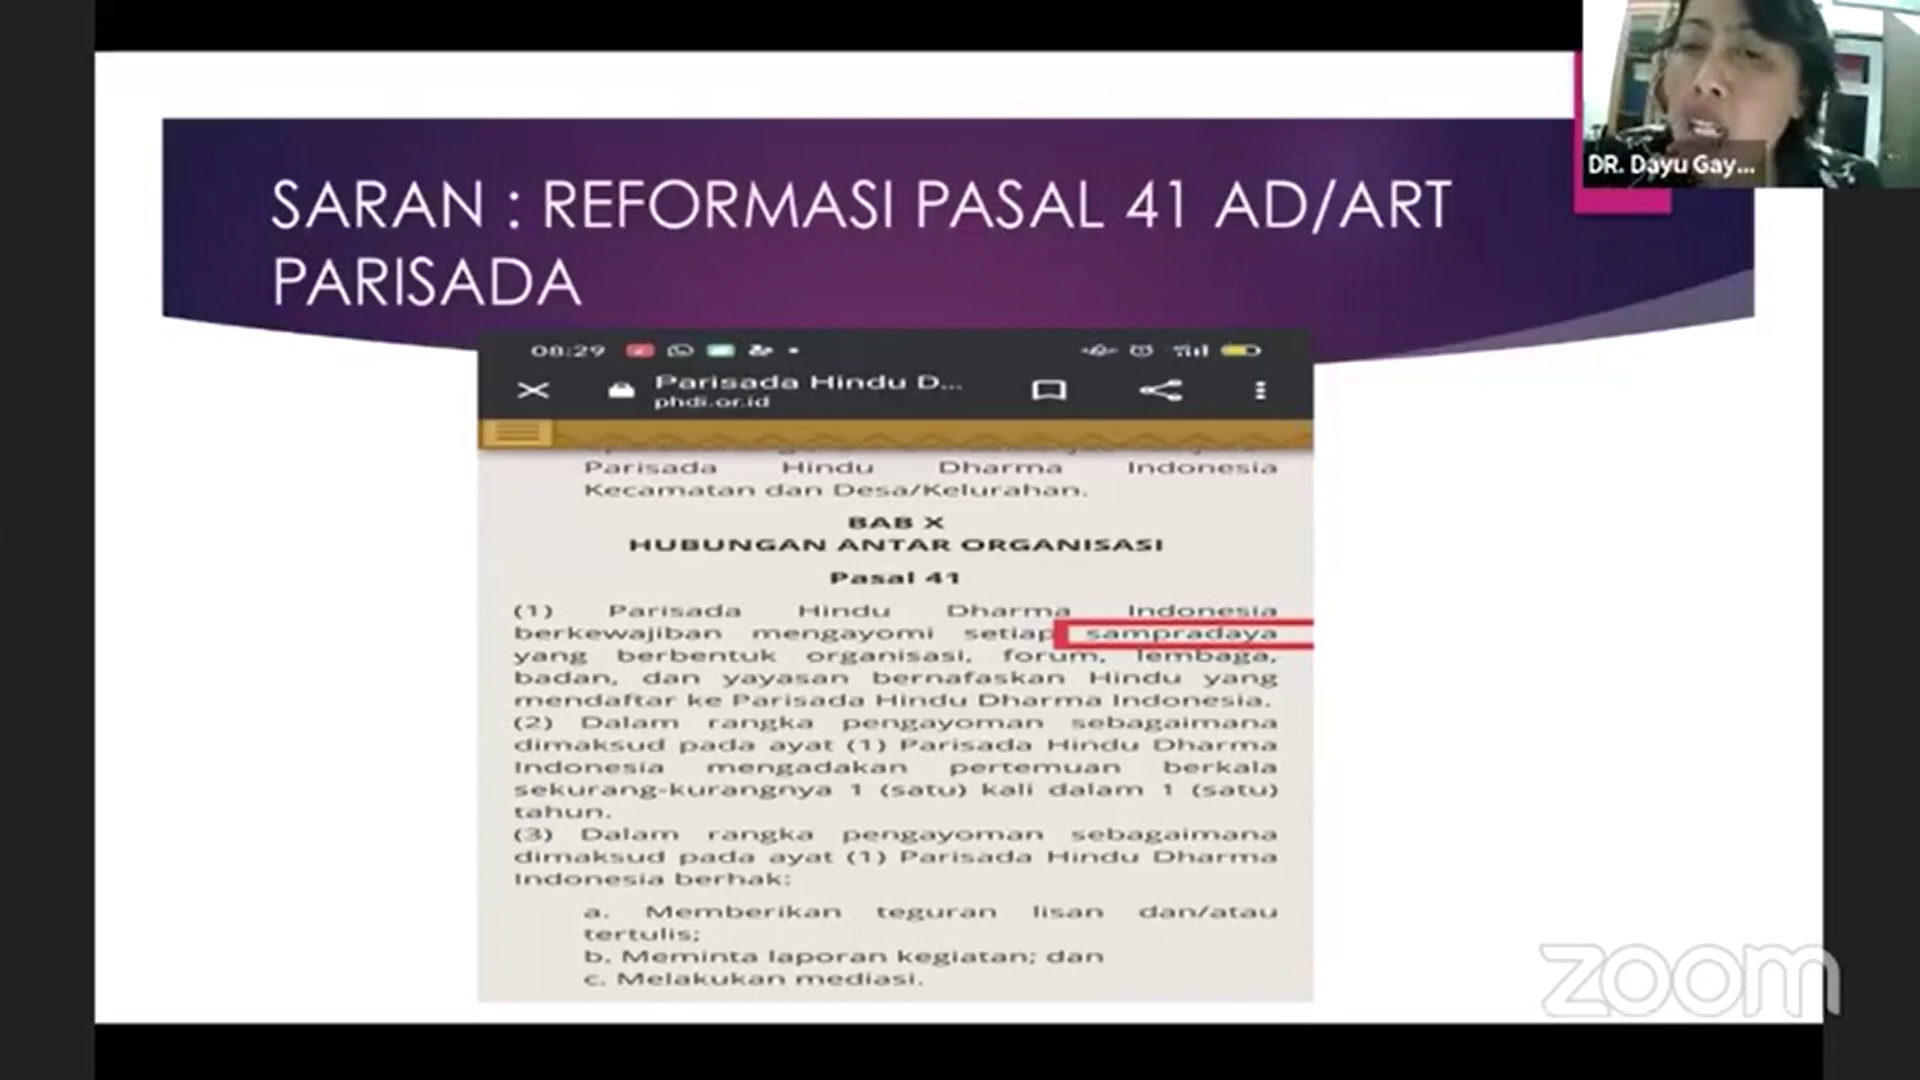 DR. Dayu Gay...
SARAN : REFORMASI PASAL 41 AD/ART
PARISADA
08:29
Parisada Hindu D...
phdi.or.id
Parisada Hindu Dharma Indonesia
Kecamatan dan Desa/Kelurahan.
BAB X
HUBUNGAN ANTAR ORGANISASI
Pasal 41
(1) Parisada Hindu Dharma Indonesia
berkewajiban mengayomi setiap sampradaya
yang berbentuk organisasi, forum, lembaga,
badan, dan yayasan bernafaskan Hindu yang
mendaftar ke Parisada Hindu Dharma Indonesia.
(2) Dalam rangka pengayoman sebagaimana
dimaksud pada ayat (1) Parisada Hindu Dharma
Indonesia mengadakan pertemuan berkala
sekurang-kurangnya 1 (satu) kali dalam 1 (satu)
tahun.
(3) Dalam rangka pengayoman sebagaimana
dimaksud pada ayat (1) Parisada Hindu Dharma
Indonesia berhak:
a. Memberikan teguran lisan dan/atau
tertulis;
b. Meminta laporan kegiatan; dan
c. Melakukan mediasi.
zoom